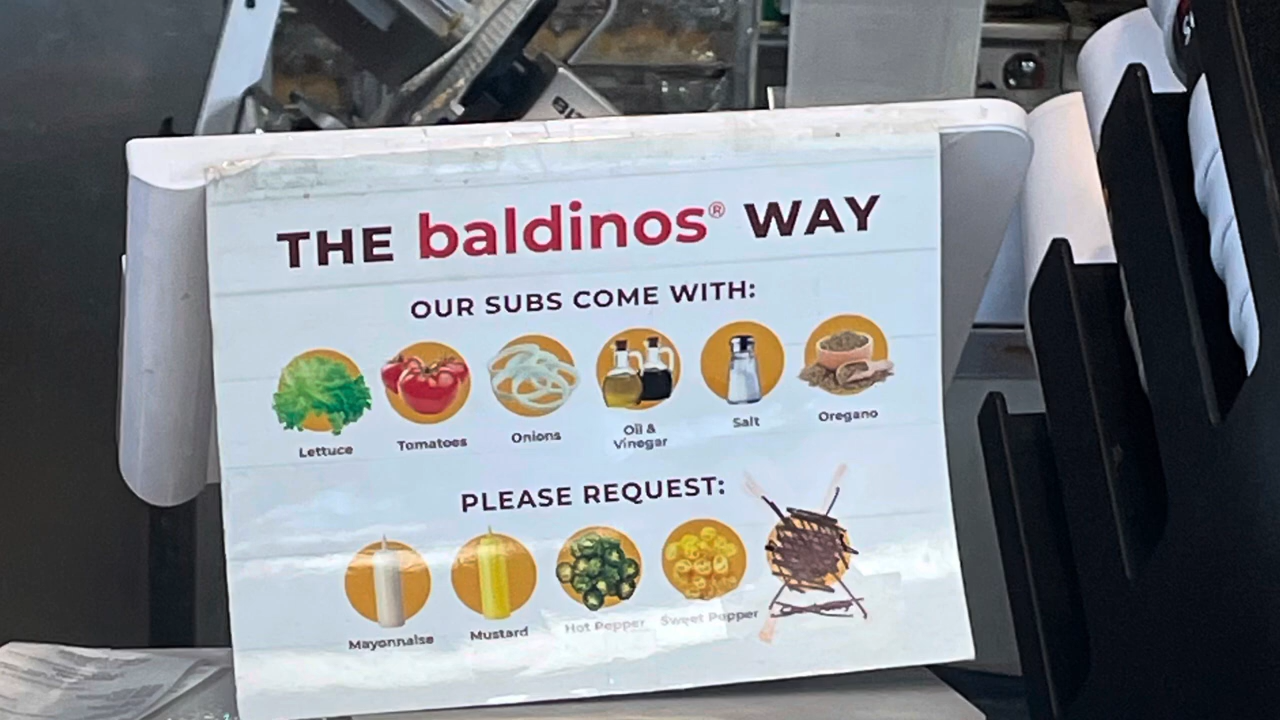 THE baldinos® WAY
OUR SUBS COME WITH:
Lettuce Tomatoes Onions Oil & Vinegar Salt Oregano
PLEASE REQUEST:
Mayonnaise Mustard Hot Pepper Sweet Pepper